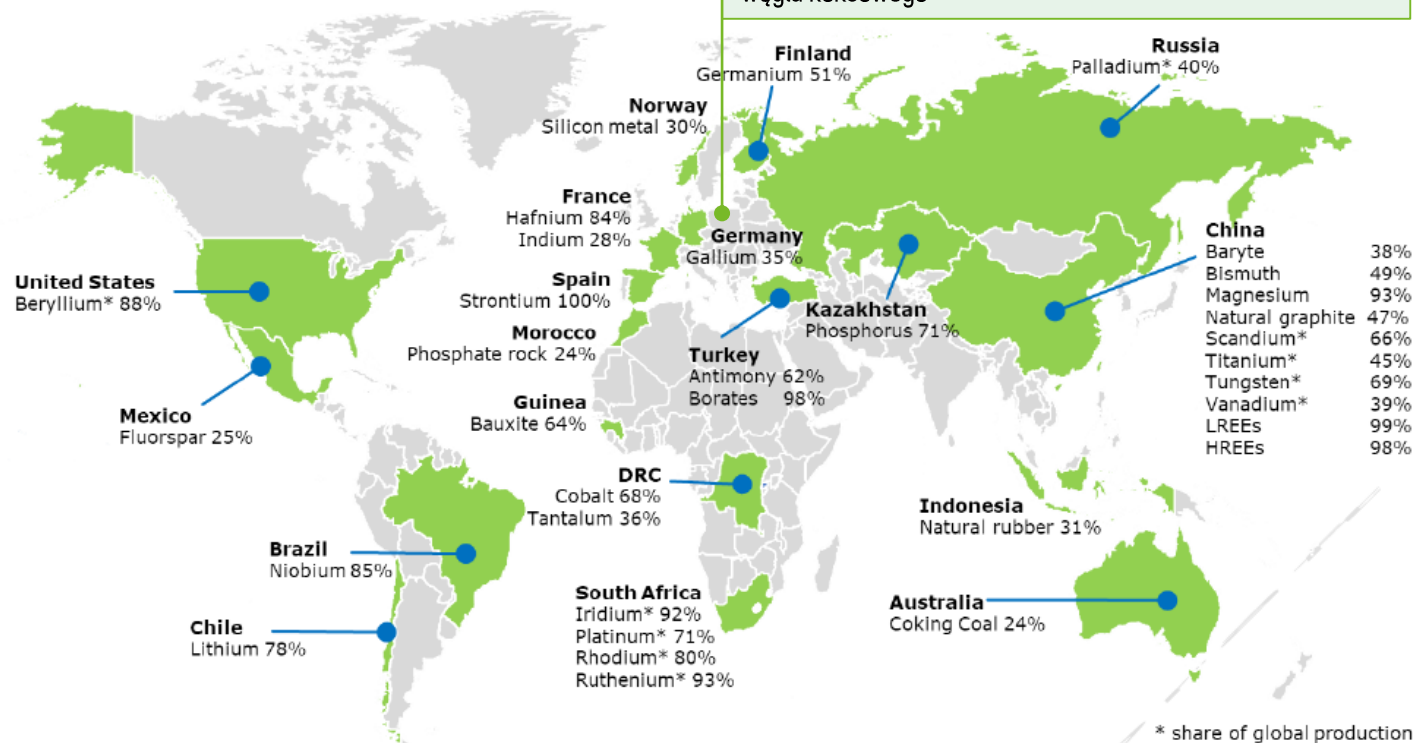 węgla koksowego
Finland
Germanium 51%
Russia
Palladium* 40%
Norway
Silicon metal 30%
France
Hafnium 84%
Indium 28%
Germany
Gallium 35%
China
Baryte 38%
Bismuth 49%
Magnesium 93%
Natural graphite 47%
Scandium* 66%
Titanium* 45%
Tungsten* 69%
Vanadium* 39%
LREEs 99%
HREEs 98%
United States
Beryllium* 88%
Spain
Strontium 100%
Kazakhstan
Phosphorus 71%
Morocco
Phosphate rock 24%
Turkey
Antimony 62%
Borates 98%
Mexico
Fluorspar 25%
Guinea
Bauxite 64%
DRC
Cobalt 68%
Tantalum 36%
Indonesia
Natural rubber 31%
Brazil
Niobium 85%
South Africa
Iridium* 92%
Platinum* 71%
Rhodium* 80%
Ruthenium* 93%
Australia
Coking Coal 24%
Chile
Lithium 78%
* share of global production